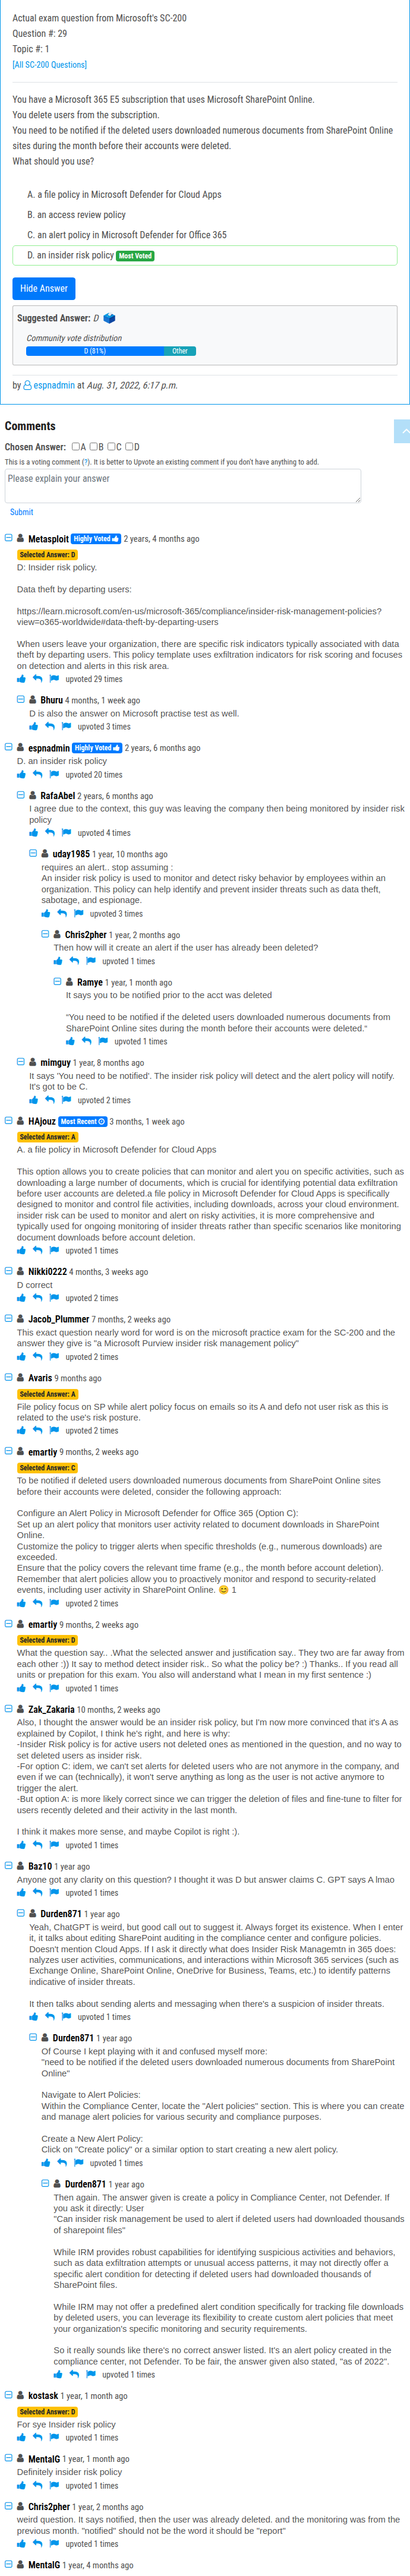 Actual exam question from Microsoft's SC-200
Question #: 29
Topic #: 1
[All SC-200 Questions]
You have a Microsoft 365 E5 subscription that uses Microsoft SharePoint Online.
You delete users from the subscription.
You need to be notified if the deleted users downloaded numerous documents from SharePoint Online
sites during the month before their accounts were deleted.
What should you use?
A. a file policy in Microsoft Defender for Cloud Apps
B. an access review policy
C. an alert policy in Microsoft Defender for Office 365
D. an insider risk policy Most Voted
Hide Answer
Suggested Answer: D
Community vote distribution
D (81%) Other
by espnadmin at Aug. 31, 2022, 6:17 p.m.
Comments
Chosen Answer: A B C D
This is a voting comment (?). It is better to Upvote an existing comment if you don't have anything to add.
Please explain your answer
Submit
Metasploit Highly Voted 2 years, 4 months ago
Selected Answer: D
D: Insider risk policy.
Data theft by departing users:
https://learn.microsoft.com/en-us/microsoft-365/compliance/insider-risk-management-policies?
view=o365-worldwide#data-theft-by-departing-users
When users leave your organization, there are specific risk indicators typically associated with data
theft by departing users. This policy template uses exfiltration indicators for risk scoring and focuses
on detection and alerts in this risk area.
upvoted 29 times
Bhuru 4 months, 1 week ago
D is also the answer on Microsoft practise test as well.
upvoted 3 times
espnadmin Highly Voted 2 years, 6 months ago
D. an insider risk policy
upvoted 20 times
RafaAbel 2 years, 6 months ago
I agree due to the context, this guy was leaving the company then being monitored by insider risk
policy
upvoted 4 times
uday1985 1 year, 10 months ago
requires an alert.. stop assuming :
An insider risk policy is used to monitor and detect risky behavior by employees within an
organization. This policy can help identify and prevent insider threats such as data theft,
sabotage, and espionage.
upvoted 3 times
Chris2pher 1 year, 2 months ago
Then how will it create an alert if the user has already been deleted?
upvoted 1 times
Ramye 1 year, 1 month ago
It says you to be notified prior to the acct was deleted
"You need to be notified if the deleted users downloaded numerous documents from
SharePoint Online sites during the month before their accounts were deleted."
upvoted 1 times
mimguy 1 year, 8 months ago
It says 'You need to be notified'. The insider risk policy will detect and the alert policy will notify.
It's got to be C.
upvoted 2 times
HAjouz Most Recent 3 months, 1 week ago
Selected Answer: A
A. a file policy in Microsoft Defender for Cloud Apps
This option allows you to create policies that can monitor and alert you on specific activities, such as
downloading a large number of documents, which is crucial for identifying potential data exfiltration
before user accounts are deleted.a file policy in Microsoft Defender for Cloud Apps is specifically
designed to monitor and control file activities, including downloads, across your cloud environment.
insider risk can be used to monitor and alert on risky activities, it is more comprehensive and
typically used for ongoing monitoring of insider threats rather than specific scenarios like monitoring
document downloads before account deletion.
upvoted 1 times
Nikki0222 4 months, 3 weeks ago
D correct
upvoted 2 times
Jacob_Plummer 7 months, 2 weeks ago
This exact question nearly word for word is on the microsoft practice exam for the SC-200 and the
answer they give is "a Microsoft Purview insider risk management policy"
upvoted 2 times
Avaris 9 months ago
Selected Answer: A
File policy focus on SP while alert policy focus on emails so its A and defo not user risk as this is
related to the use's risk posture.
upvoted 2 times
emartiy 9 months, 2 weeks ago
Selected Answer: C
To be notified if deleted users downloaded numerous documents from SharePoint Online sites
before their accounts were deleted, consider the following approach:
Configure an Alert Policy in Microsoft Defender for Office 365 (Option C):
Set up an alert policy that monitors user activity related to document downloads in SharePoint
Online.
Customize the policy to trigger alerts when specific thresholds (e.g., numerous downloads) are
exceeded.
Ensure that the policy covers the relevant time frame (e.g., the month before account deletion).
Remember that alert policies allow you to proactively monitor and respond to security-related
events, including user activity in SharePoint Online. 😊 1
upvoted 2 times
emartiy 9 months, 2 weeks ago
Selected Answer: D
What the question say.. .What the selected answer and justification say.. They two are far away from
each other :)) It say to method detect insider risk.. So what the policy be? :) Thanks.. If you read all
units or prepation for this exam. You also will anderstand what I mean in my first sentence :)
upvoted 1 times
Zak_Zakaria 10 months, 2 weeks ago
Also, I thought the answer would be an insider risk policy, but I'm now more convinced that it's A as
explained by Copilot, I think he's right, and here is why:
-Insider Risk policy is for active users not deleted ones as mentioned in the question, and no way to
set deleted users as insider risk.
-For option C: idem, we can't set alerts for deleted users who are not anymore in the company, and
even if we can (technically), it won't serve anything as long as the user is not active anymore to
trigger the alert.
-But option A: is more likely correct since we can trigger the deletion of files and fine-tune to filter for
users recently deleted and their activity in the last month.
I think it makes more sense, and maybe Copilot is right :).
upvoted 1 times
Baz10 1 year ago
Anyone got any clarity on this question? I thought it was D but answer claims C. GPT says A lmao
upvoted 1 times
Durden871 1 year ago
Yeah, ChatGPT is weird, but good call out to suggest it. Always forget its existence. When I enter
it, it talks about editing SharePoint auditing in the compliance center and configure policies.
Doesn't mention Cloud Apps. If I ask it directly what does Insider Risk Managemtn in 365 does:
nalyzes user activities, communications, and interactions within Microsoft 365 services (such as
Exchange Online, SharePoint Online, OneDrive for Business, Teams, etc.) to identify patterns
indicative of insider threats.
It then talks about sending alerts and messaging when there's a suspicion of insider threats.
upvoted 1 times
Durden871 1 year ago
Of Course I kept playing with it and confused myself more:
"need to be notified if the deleted users downloaded numerous documents from SharePoint
Online"
Navigate to Alert Policies:
Within the Compliance Center, locate the "Alert policies" section. This is where you can create
and manage alert policies for various security and compliance purposes.
Create a New Alert Policy:
Click on "Create policy" or a similar option to start creating a new alert policy.
upvoted 1 times
Durden871 1 year ago
Then again. The answer given is create a policy in Compliance Center, not Defender. If
you ask it directly: User
"Can insider risk management be used to alert if deleted users had downloaded thousands
of sharepoint files"
While IRM provides robust capabilities for identifying suspicious activities and behaviors,
such as data exfiltration attempts or unusual access patterns, it may not directly offer a
specific alert condition for detecting if deleted users had downloaded thousands of
SharePoint files.
While IRM may not offer a predefined alert condition specifically for tracking file downloads
by deleted users, you can leverage its flexibility to create custom alert policies that meet
your organization's specific monitoring and security requirements.
So it really sounds like there's no correct answer listed. It's an alert policy created in the
compliance center, not Defender. To be fair, the answer given also stated, "as of 2022".
upvoted 1 times
kostask 1 year, 1 month ago
Selected Answer: D
For sye Insider risk policy
upvoted 1 times
MentalG 1 year, 1 month ago
Definitely insider risk policy
upvoted 1 times
Chris2pher 1 year, 2 months ago
weird question. It says notified, then the user was already deleted. and the monitoring was from the
previous month. "notified" should not be the word it should be "report"
upvoted 1 times
MentalG 1 year, 4 months ago